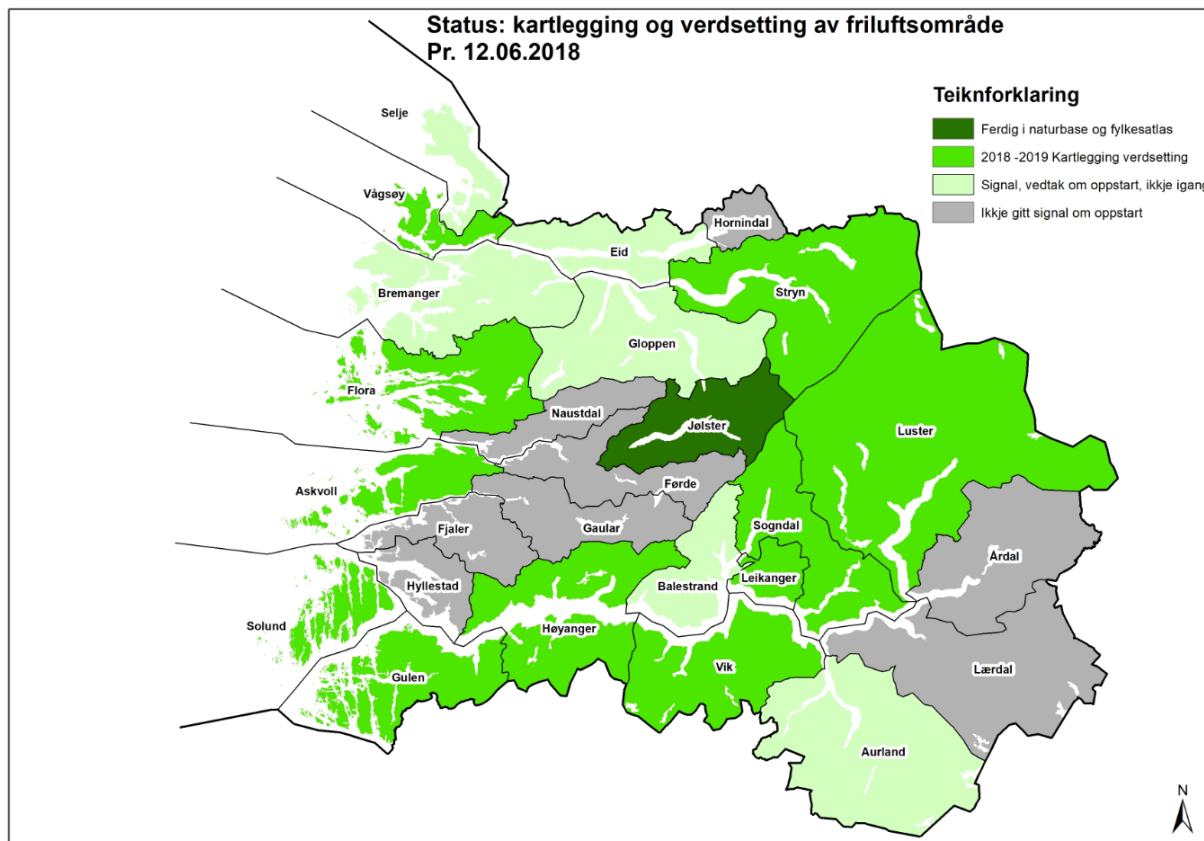 Status: kartlegging og verdsetting av friluftsområde
Pr. 12.06.2018
Teiknforklaring
Ferdig i naturbase og fylkesatlas
2018 -2019 Kartlegging verdsetting
Signal, vedtak om oppstart, ikkje igang
Ikkje gitt signal om oppstart
Selje
Vågsøy
Hornindal
Eid
Bremanger
Stryn
Gloppen
Flora
Naustdal
Jølster
Luster
Askvoll
Førde
Fjaler
Gaular
Sogndal
Årdal
Hyllestad
Balestrand
Leikanger
Solund
Høyanger
Vik
Lærdal
Gulen
Aurland
N